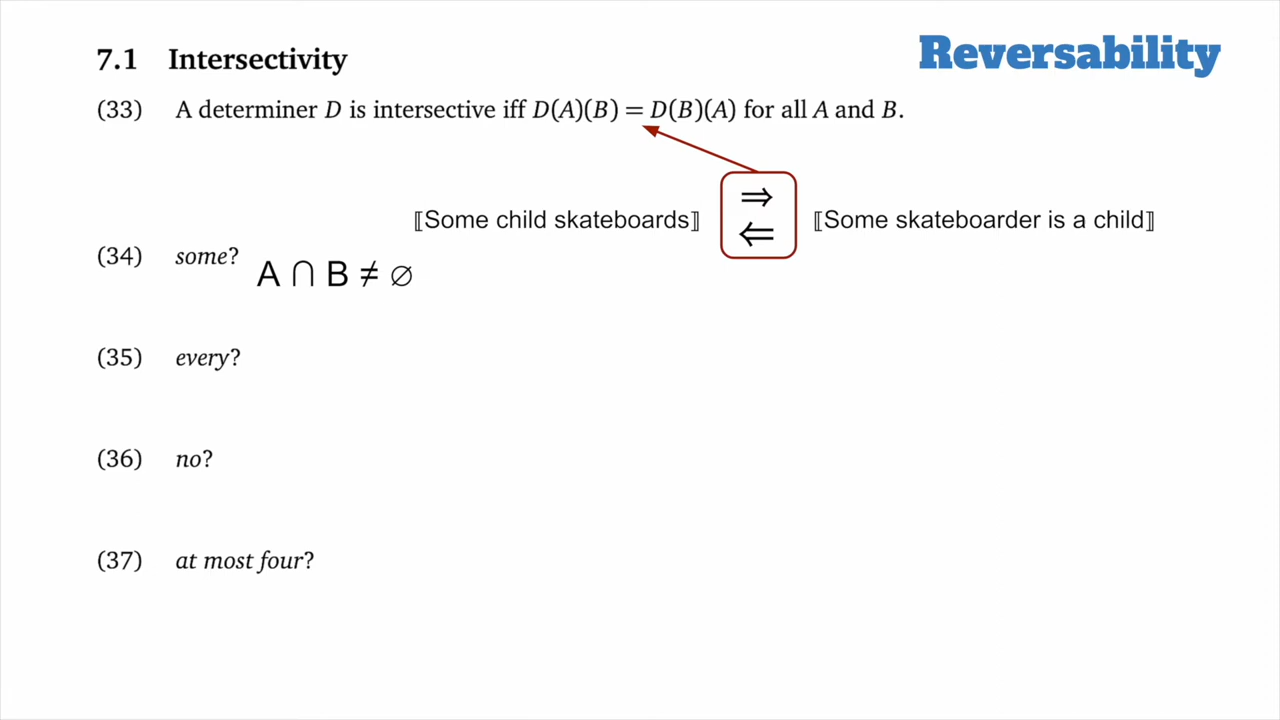 Reversability
7.1 Intersectivity
(33) A determiner D is intersective iff D(A)(B) = D(B)(A) for all A and B.
⟦Some child skateboards⟧ ⇒ ⟦Some skateboarder is a child⟧
⇐
(34) some?
A ∩ B ≠ ∅
(35) every?
(36) no?
(37) at most four?